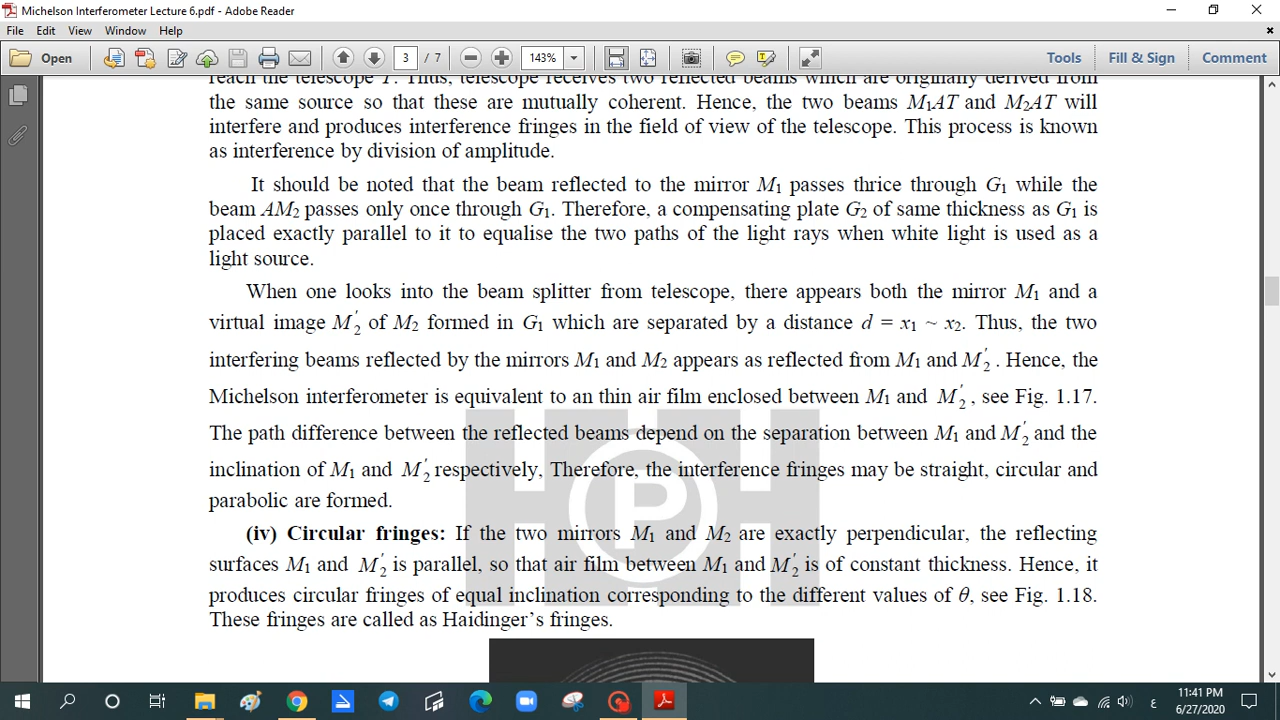 Michelson Interferometer Lecture 6.pdf - Adobe Reader
File Edit View Window Help
Open 3 / 7 143% Tools Fill & Sign Comment
reach the telescope T. Thus, telescope receives two reflected beams which are originally derived from
the same source so that these are mutually coherent. Hence, the two beams M₁AT and M₂AT will
interfere and produces interference fringes in the field of view of the telescope. This process is known
as interference by division of amplitude.
It should be noted that the beam reflected to the mirror M₁ passes thrice through G₁ while the
beam AM₂ passes only once through G₁. Therefore, a compensating plate G₂ of same thickness as G₁ is
placed exactly parallel to it to equalise the two paths of the light rays when white light is used as a
light source.
When one looks into the beam splitter from telescope, there appears both the mirror M₁ and a
virtual image M₂′ of M₂ formed in G₁ which are separated by a distance d = x₁ ~ x₂. Thus, the two
interfering beams reflected by the mirrors M₁ and M₂ appears as reflected from M₁ and M₂′. Hence, the
Michelson interferometer is equivalent to an thin air film enclosed between M₁ and M₂′, see Fig. 1.17.
The path difference between the reflected beams depend on the separation between M₁ and M₂′ and the
inclination of M₁ and M₂′ respectively, Therefore, the interference fringes may be straight, circular and
parabolic are formed.
(iv) Circular fringes: If the two mirrors M₁ and M₂ are exactly perpendicular, the reflecting
surfaces M₁ and M₂′ is parallel, so that air film between M₁ and M₂′ is of constant thickness. Hence, it
produces circular fringes of equal inclination corresponding to the different values of θ, see Fig. 1.18.
These fringes are called as Haidinger's fringes.
H P H
ع 11:41 PM
6/27/2020